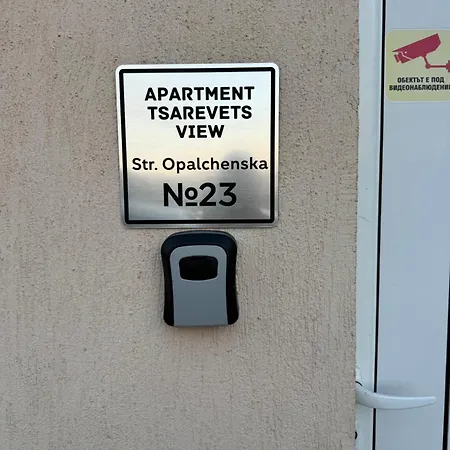 APARTMENT
TSAREVETS
VIEW
Str. Opalchenska
№23
ОБЕКТЪТ Е ПОД
ВИДЕОНАБЛЮДЕНИЕ